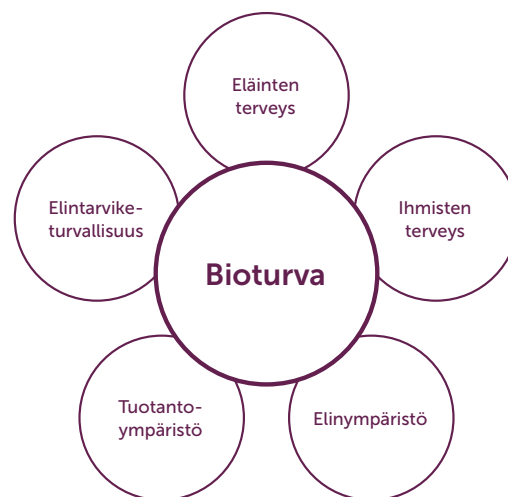 Eläinten
terveys
Elintarvike-
turvallisuus
Ihmisten
terveys
Bioturva
Tuotanto-
ympäristö
Elinympäristö